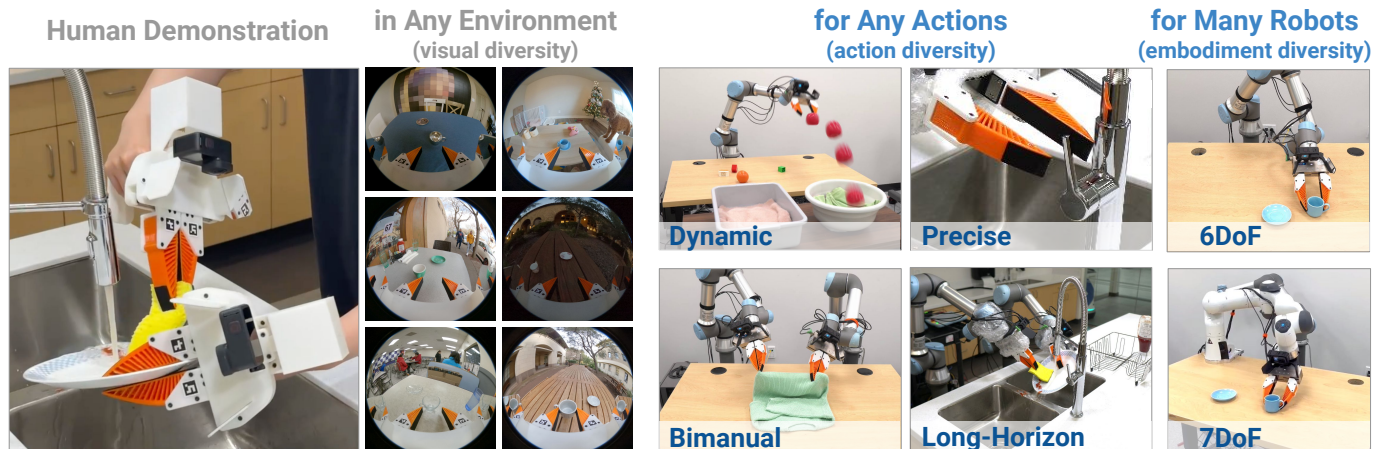 Human Demonstration
in Any Environment
(visual diversity)
for Any Actions
(action diversity)
for Many Robots
(embodiment diversity)
Dynamic
Precise
6DoF
Bimanual
Long-Horizon
7DoF